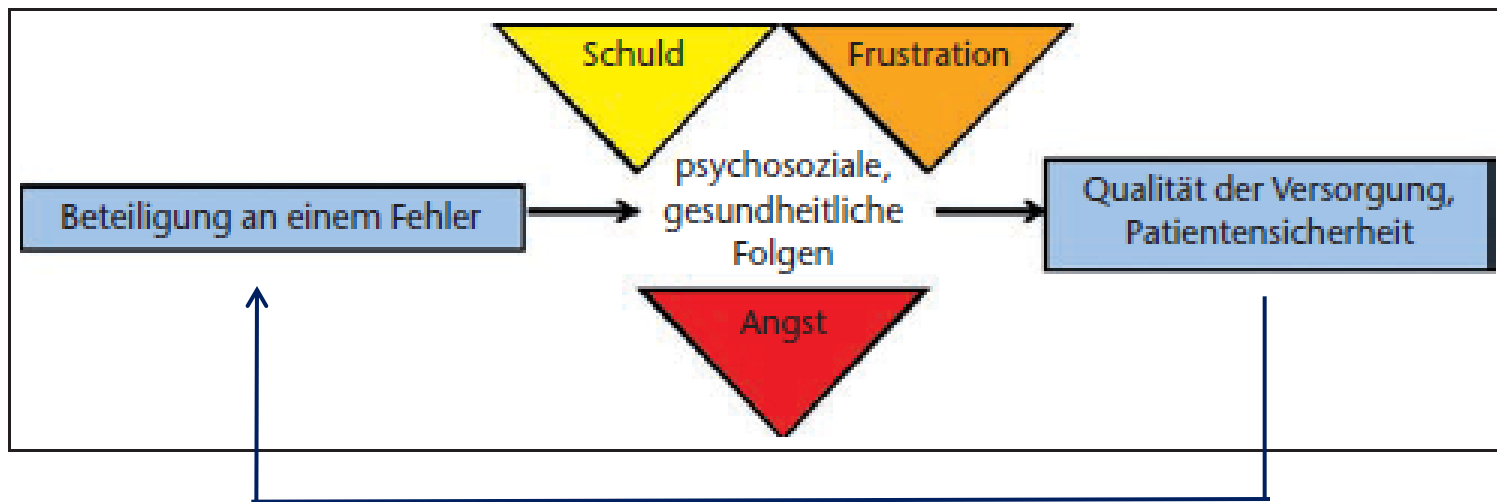 Schuld
Frustration
Beteiligung an einem Fehler
psychosoziale,
gesundheitliche
Folgen
Qualität der Versorgung,
Patientensicherheit
Angst